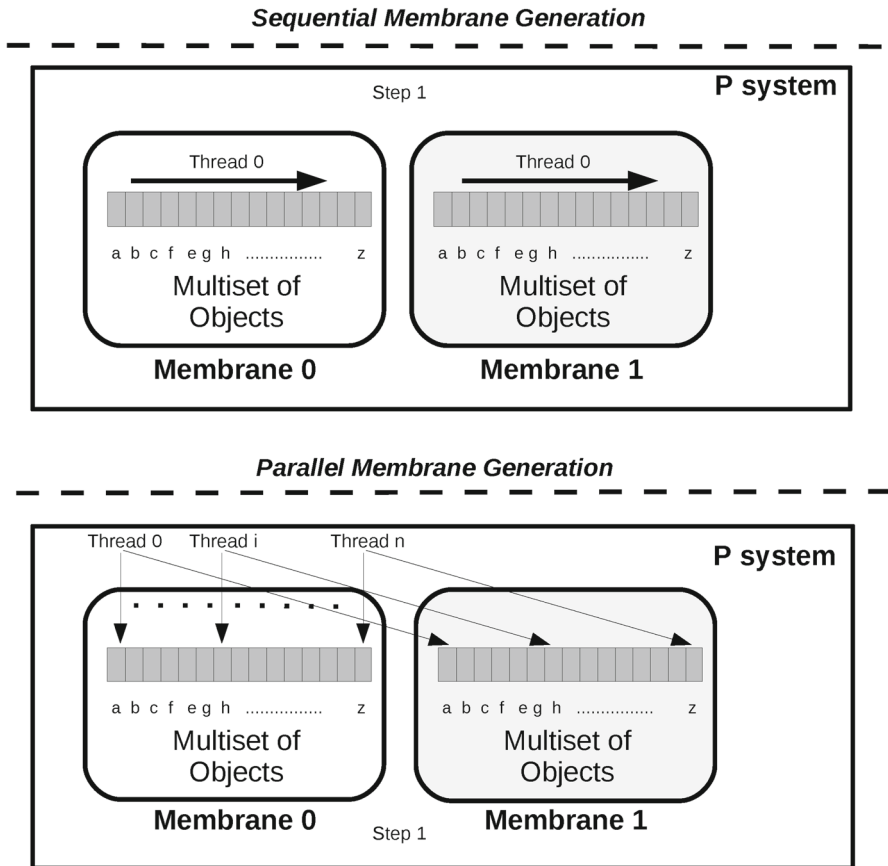 Sequential Membrane Generation
P system
Step 1
Thread 0 Thread 0
a b c f e g h ................ z a b c f e g h ................ z
Multiset of Objects Multiset of Objects
Membrane 0 Membrane 1
Parallel Membrane Generation
Thread 0 Thread i Thread n
P system
a b c f e g h ................ z a b c f e g h ................ z
Multiset of Objects Multiset of Objects
Membrane 0 Membrane 1
Step 1